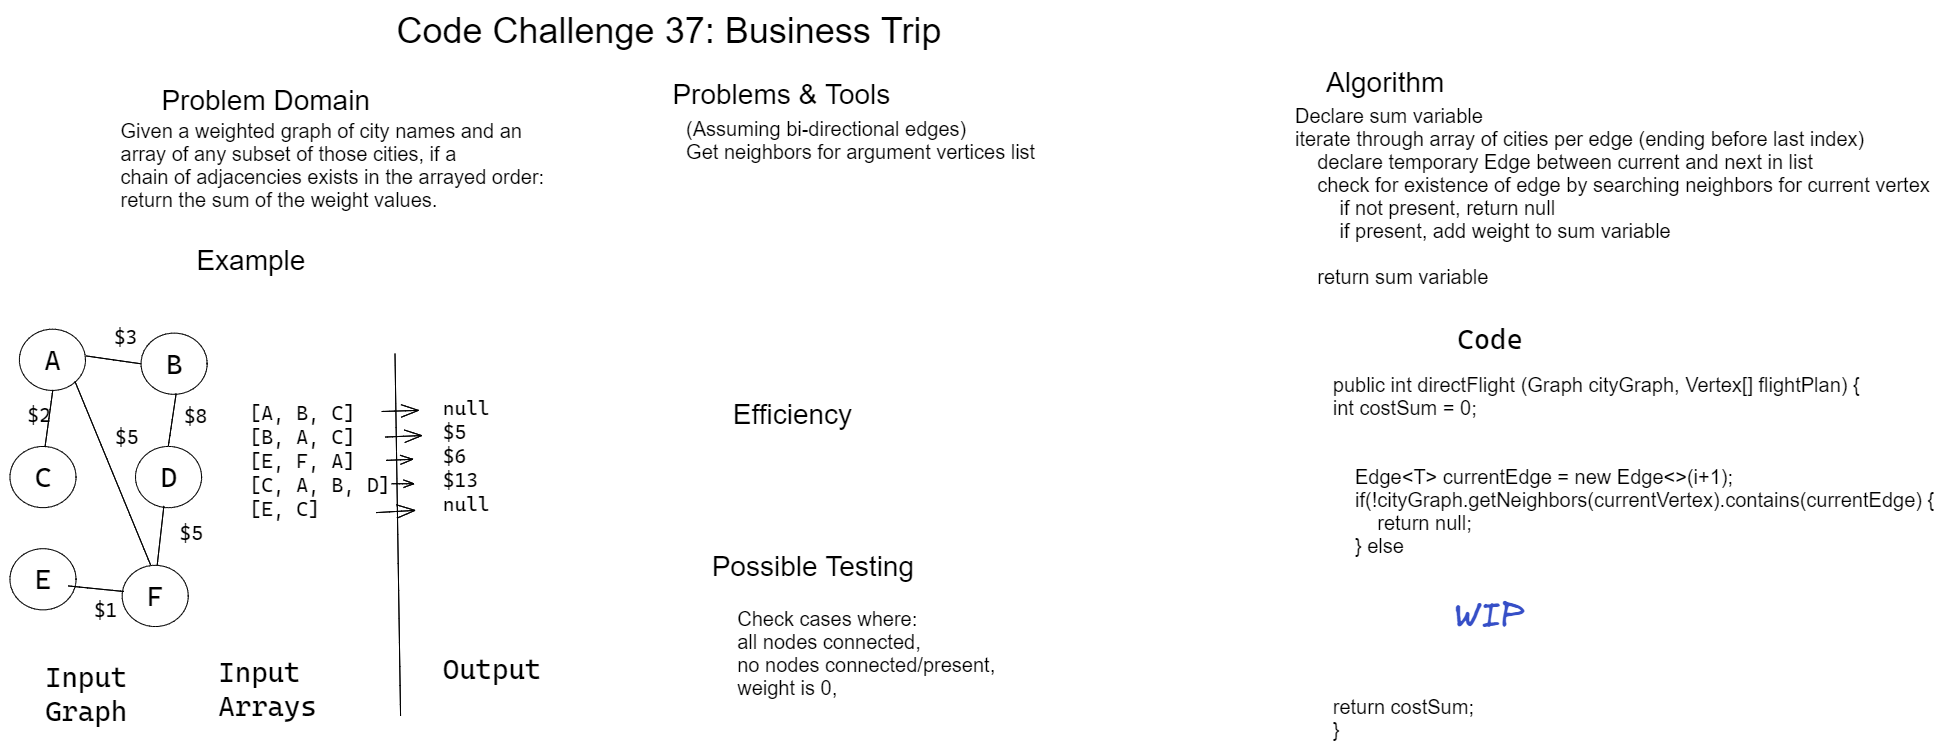 Code Challenge 37: Business Trip
Problem Domain
Given a weighted graph of city names and an
array of any subset of those cities, if a
chain of adjacencies exists in the arrayed order:
return the sum of the weight values.
Example
$3
A
B
$2
$8
$5
C
D
$5
E
F
$1
Input
Graph
[A, B, C]
[B, A, C]
[E, F, A]
[C, A, B, D]
[E, C]
Input
Arrays
null
$5
$6
$13
null
Output
Problems & Tools
(Assuming bi-directional edges)
Get neighbors for argument vertices list
Efficiency
Possible Testing
Check cases where:
all nodes connected,
no nodes connected/present,
weight is 0,
Algorithm
Declare sum variable
iterate through array of cities per edge (ending before last index)
declare temporary Edge between current and next in list
check for existence of edge by searching neighbors for current vertex
if not present, return null
if present, add weight to sum variable
return sum variable
Code
public int directFlight (Graph cityGraph, Vertex[] flightPlan) {
int costSum = 0;
Edge<T> currentEdge = new Edge<>(i+1);
if(!cityGraph.getNeighbors(currentVertex).contains(currentEdge) {
return null;
} else
WIP
return costSum;
}